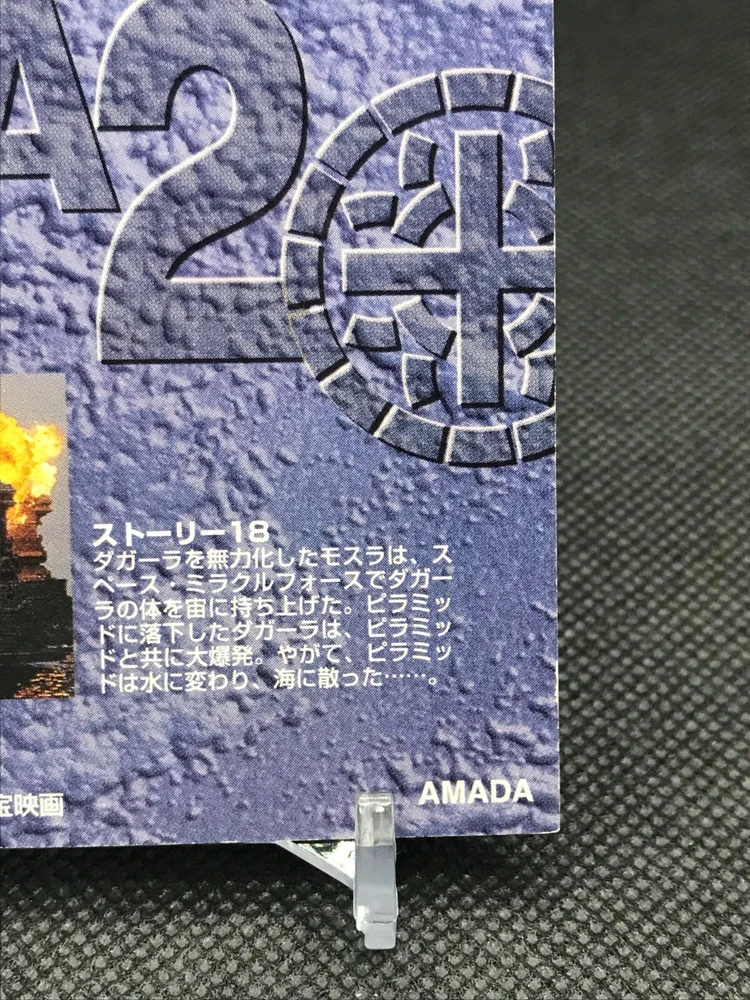 A2
ストーリー18
ダガーラを無力化したモスラは、ス
ペース・ミラクルフォースでダガー
ラの体を宙に持ち上げた。ピラミッ
ドに落下したダガーラは、ピラミッ
ドと共に大爆発。やがて、ピラミッ
ドは水に変わり、海に散った……。
宝映画
AMADA